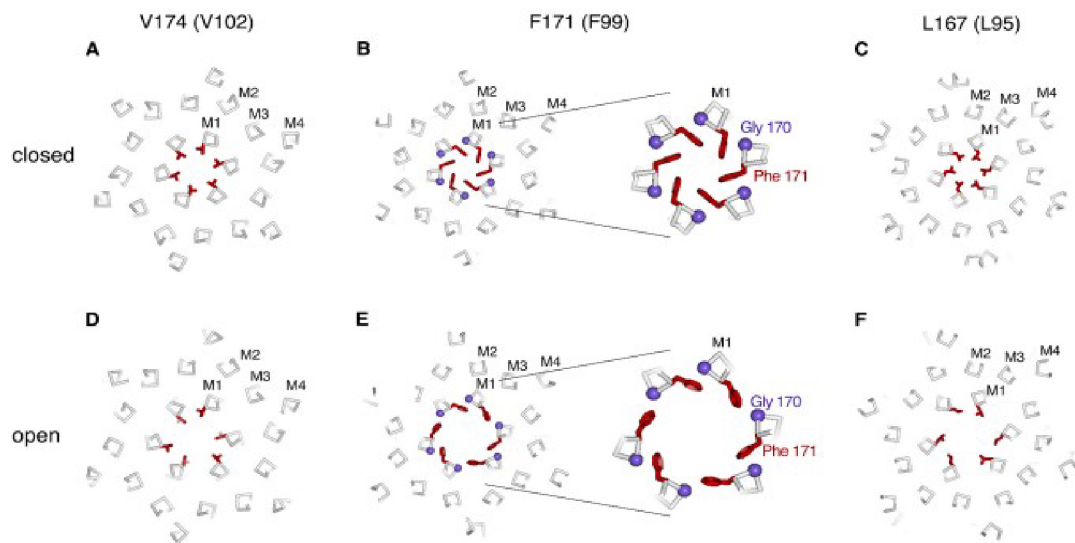 V174 (V102)
F171 (F99)
L167 (L95)
closed
A
M2
M3
M1
M4
B
M2
M3
M4
M1
M1
Gly 170
Phe 171
C
M2
M3
M4
M1
open
D
M2
M3
M1
M4
E
M2
M3
M4
M1
M1
Gly 170
Phe 171
F
M2
M3
M4
M1